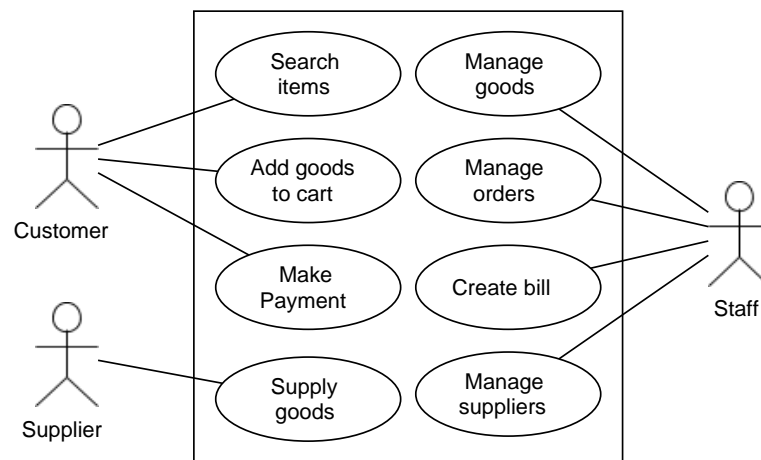 Search
items
Manage
goods
Add goods
to cart
Manage
orders
Customer
Make
Payment
Create bill
Staff
Supply
goods
Manage
suppliers
Supplier